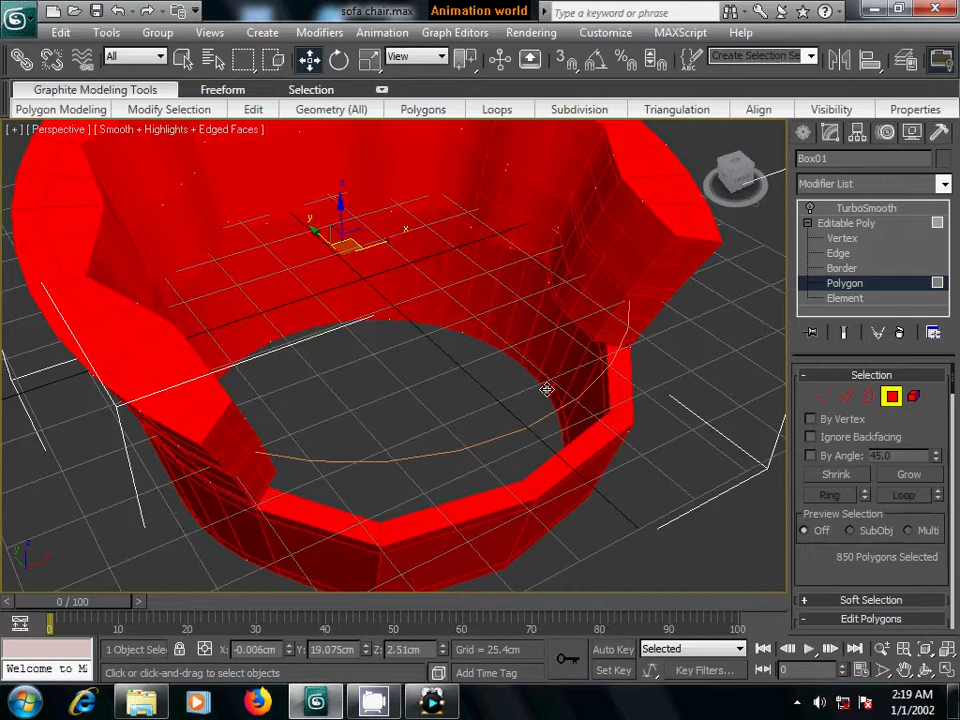 sofa chair.max
Animation world
Type a keyword or phrase
Edit Tools Group Views Create Modifiers Animation Graph Editors Rendering Customize MAXScript Help
All
View
3
Create Selection Se
Graphite Modeling Tools Freeform Selection
Polygon Modeling Modify Selection Edit Geometry (All) Polygons Loops Subdivision Triangulation Align Visibility Properties
[ + ] [ Perspective ] [ Smooth + Highlights + Edged Faces ]
Box01
Modifier List
TurboSmooth
Editable Poly
Vertex
Edge
Border
Polygon
Element
z
y
x
- Selection
By Vertex
Ignore Backfacing
By Angle: 45.0
Shrink Grow
Ring Loop
Preview Selection
Off SubObj Multi
850 Polygons Selected
+ Soft Selection
- Edit Polygons
z
y
x
< 0 / 100 >
0 10 20 30 40 50 60 70 80 90 100
1 Object Sele X: -0.006cm Y: 19.075cm Z: 2.51cm Grid = 25.4cm
Auto Key Selected
Welcome to M Click or click-and-drag to select objects Add Time Tag
Set Key Key Filters... 0
2:19 AM
1/1/2002